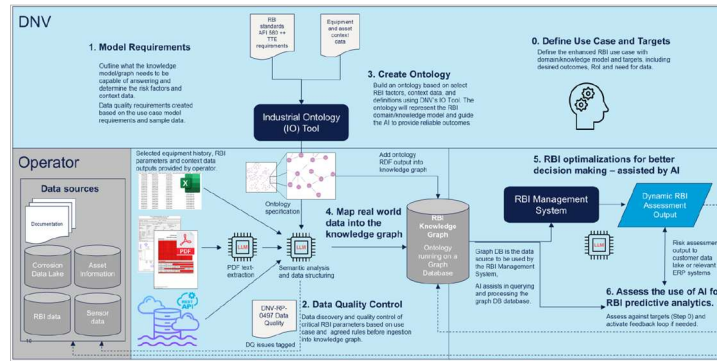 DNV
RBI
standards
API 580 ++
TTE
requirements
Equipment
and asset
context
data
1. Model Requirements
Outline what the knowledge
model/graph needs to be
capable of answering and
determine the risk factors and
context data.
Data quality requirements created
based on the use case model
requirements and sample data.
3. Create Ontology
Build an ontology based on select
RBI factors, context data, and
definitions using DNV's IO Tool. The
ontology will represent the RBI
domain/knowledge model and guide
the AI to provide reliable outcomes.
0. Define Use Case and Targets
Define the enhanced RBI use case with
domain/knowledge model and targets, including
desired outcomes, RoI and need for data.
Industrial Ontology
(IO) Tool
Operator
Data sources
Documentation
Corrosion
Data Lake
Asset
Information
RBI data
Sensor
data
Selected equipment history, RBI
parameters and context data
outputs provided by operator.
PDF
REST
API
LLM
PDF text-
extraction
Ontology
specification
Add ontology
RDF output into
knowledge graph
4. Map real world
data into the
knowledge graph
LLM
Semantic analysis
and data structuring
DNV-RP-
0497 Data
Quality
DQ issues tagged
2. Data Quality Control
Data discovery and quality control of
critical RBI parameters based on use
case and agreed rules before ingestion
into knowledge graph.
RBI
Knowledge
Graph
Ontology
running on a
Graph
Database
5. RBI optimalizations for better
decision making – assisted by AI
RBI Management
System
Dynamic RBI
Assessment
Output
Graph DB is the data
source to be used by
the RBI Management
System.
AI assists in querying
and processing the
graph DB database.
LLM
Risk assessment
output to customer
data lake or relevant
ERP systems
6. Assess the use of AI for
RBI predictive analytics.
Assess against targets (Step 0) and
activate feedback loop if needed.